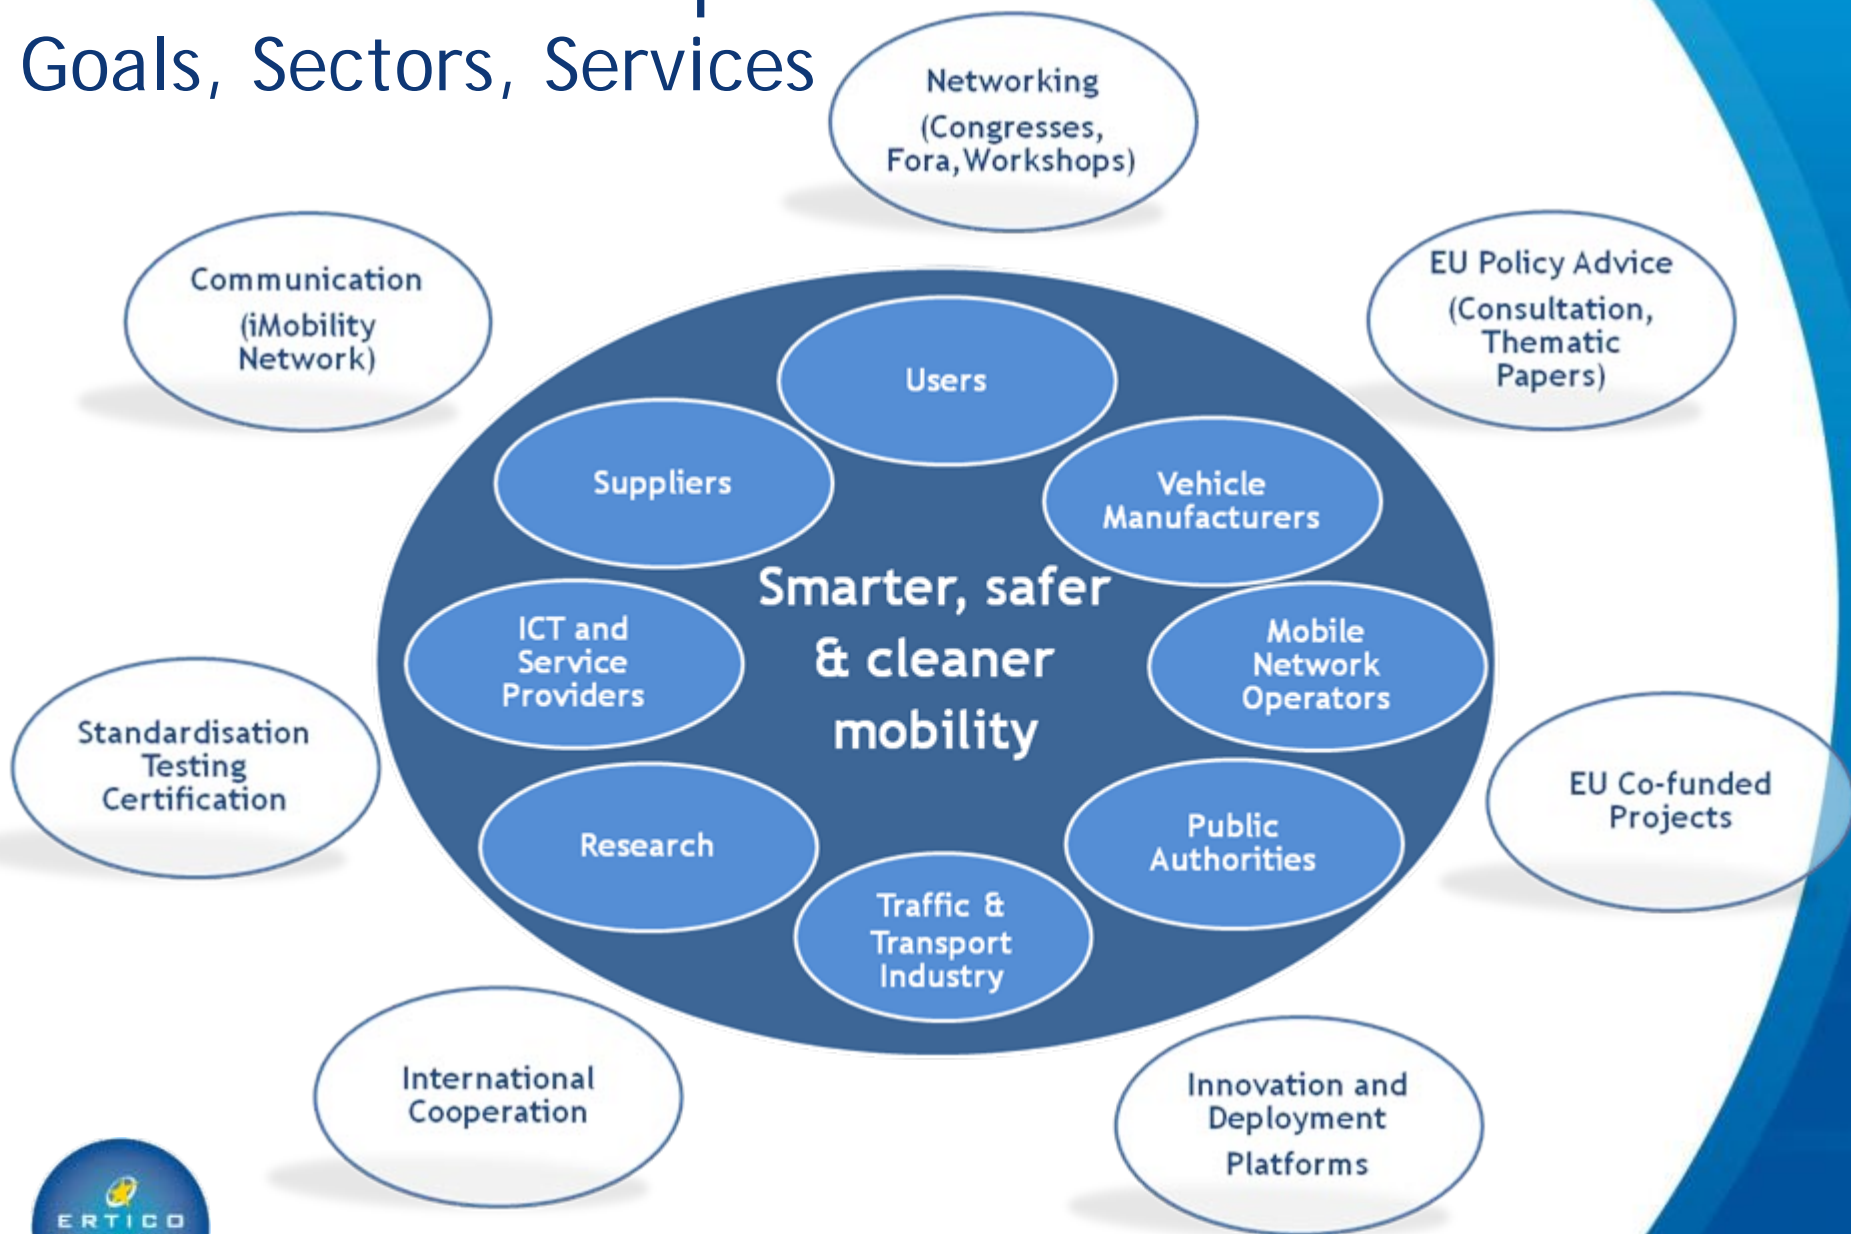 Goals, Sectors, Services
Networking
(Congresses,
Fora,Workshops)
Communication
(iMobility
Network)
EU Policy Advice
(Consultation,
Thematic
Papers)
Users
Suppliers
Vehicle
Manufacturers
Smarter, safer
& cleaner
mobility
ICT and
Service
Providers
Mobile
Network
Operators
Standardisation
Testing
Certification
EU Co-funded
Projects
Research
Public
Authorities
Traffic &
Transport
Industry
International
Cooperation
Innovation and
Deployment
Platforms
ERTICO